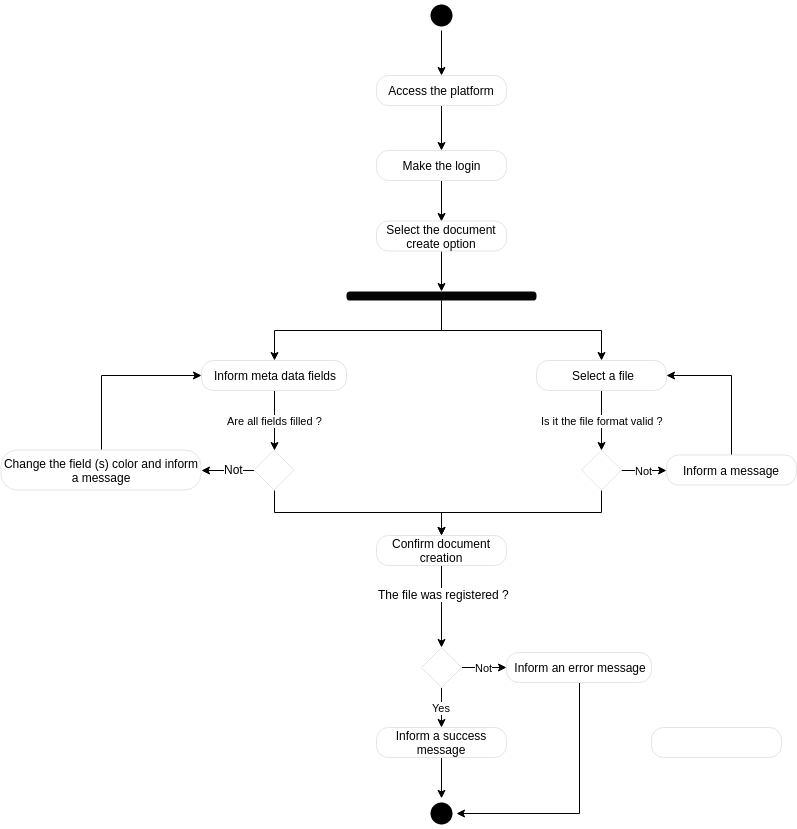 Access the platform
Make the login
Select the document
create option
Inform meta data fields
Select a file
Are all fields filled ?
Is it the file format valid ?
Change the field (s) color and inform
a message
Not
Not
Inform a message
Confirm document
creation
The file was registered ?
Not
Inform an error message
Yes
Inform a success
message